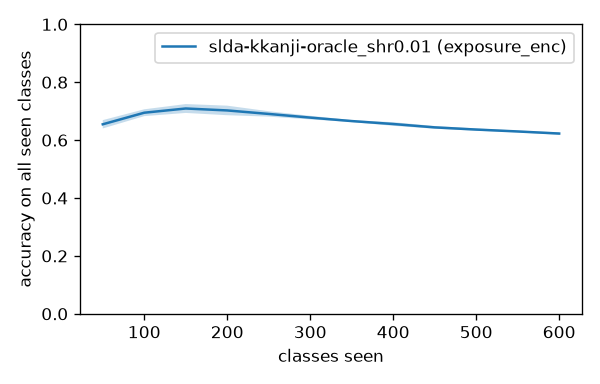 slda-kkanji-oracle_shr0.01 (exposure_enc)
accuracy on all seen classes
1.0
0.8
0.6
0.4
0.2
0.0
100 200 300 400 500 600
classes seen